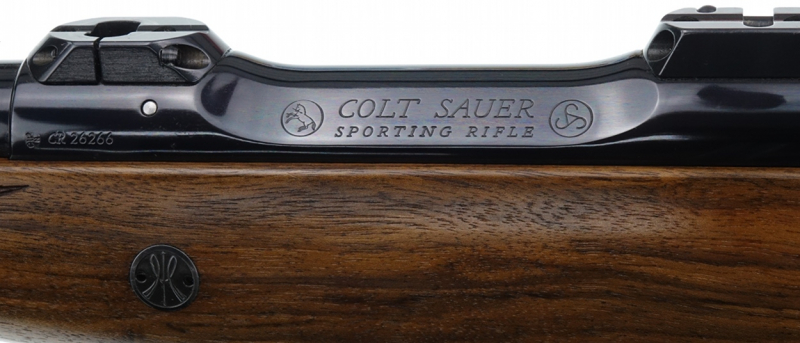 COLT SAUER
SPORTING RIFLE
CR 26266